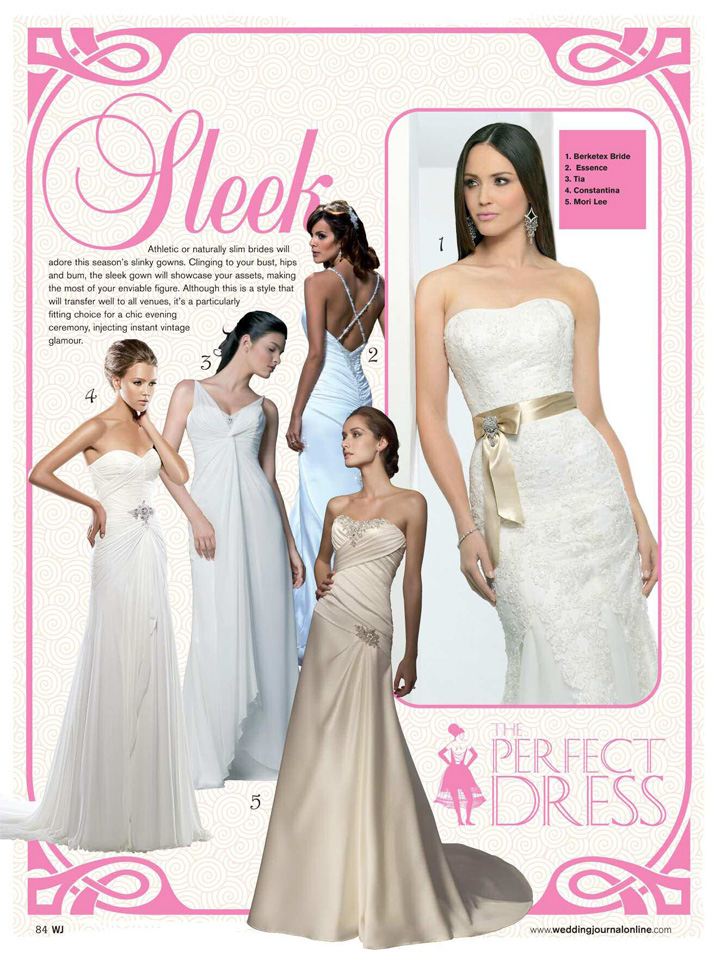 Sleek
Athletic or naturally slim brides will
adore this season's slinky gowns. Clinging to your bust, hips
and bum, the sleek gown will showcase your assets, making
the most of your enviable figure. Although this is a style that
will transfer well to all venues, it's a particularly
fitting choice for a chic evening
ceremony, injecting instant vintage
glamour.
1. Berketex Bride
2. Essence
3. Tia
4. Constantina
5. Mori Lee
1
2
3
4
5
THE
PERFECT
DRESS
84 WJ
www.weddingjournalonline.com